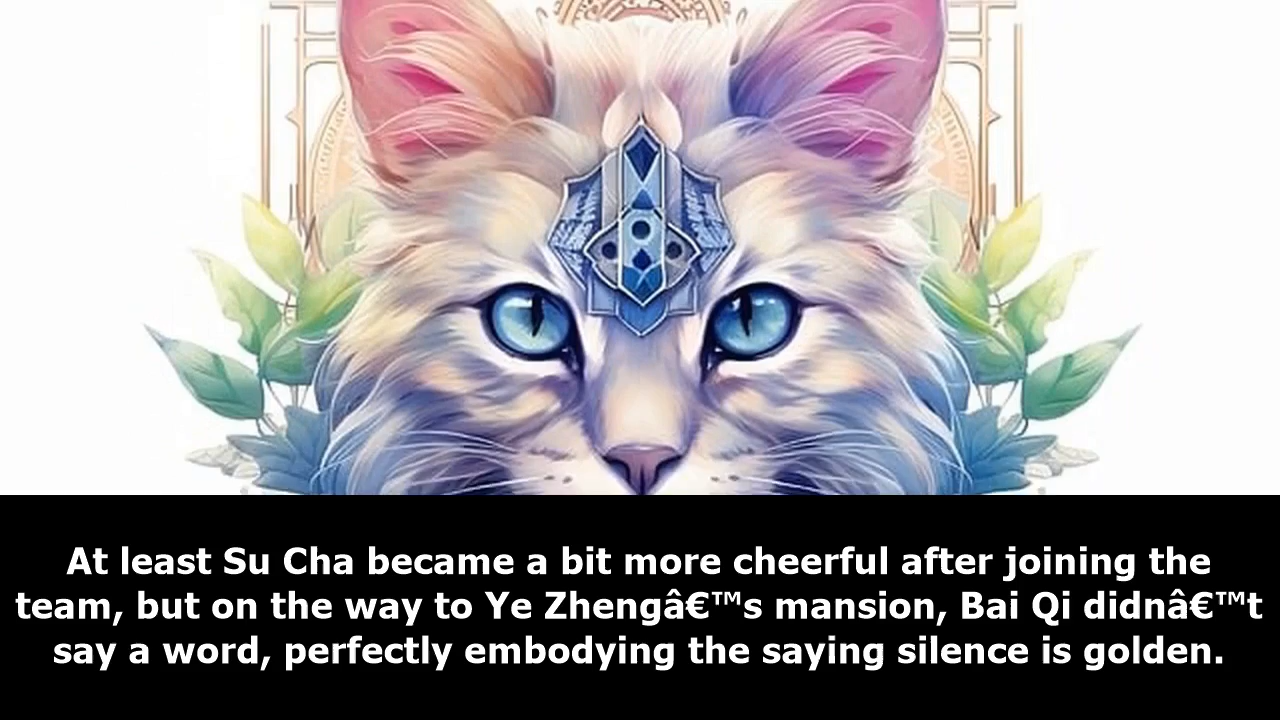 At least Su Cha became a bit more cheerful after joining the
team, but on the way to Ye Zhengâ€™s mansion, Bai Qi didnâ€™t
say a word, perfectly embodying the saying silence is golden.